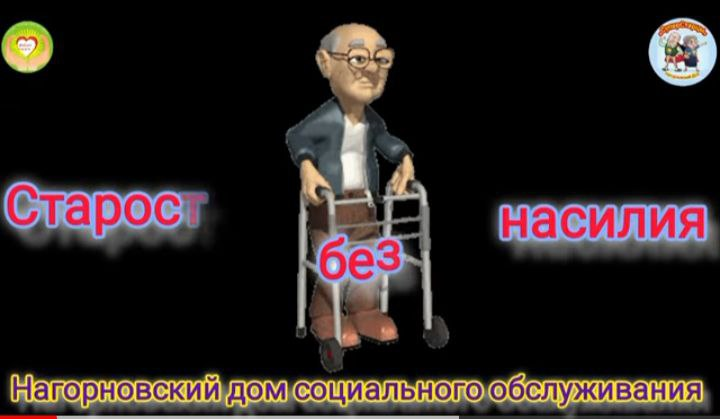 Старост
без
насилия
Нагорновский дом социального обслуживания